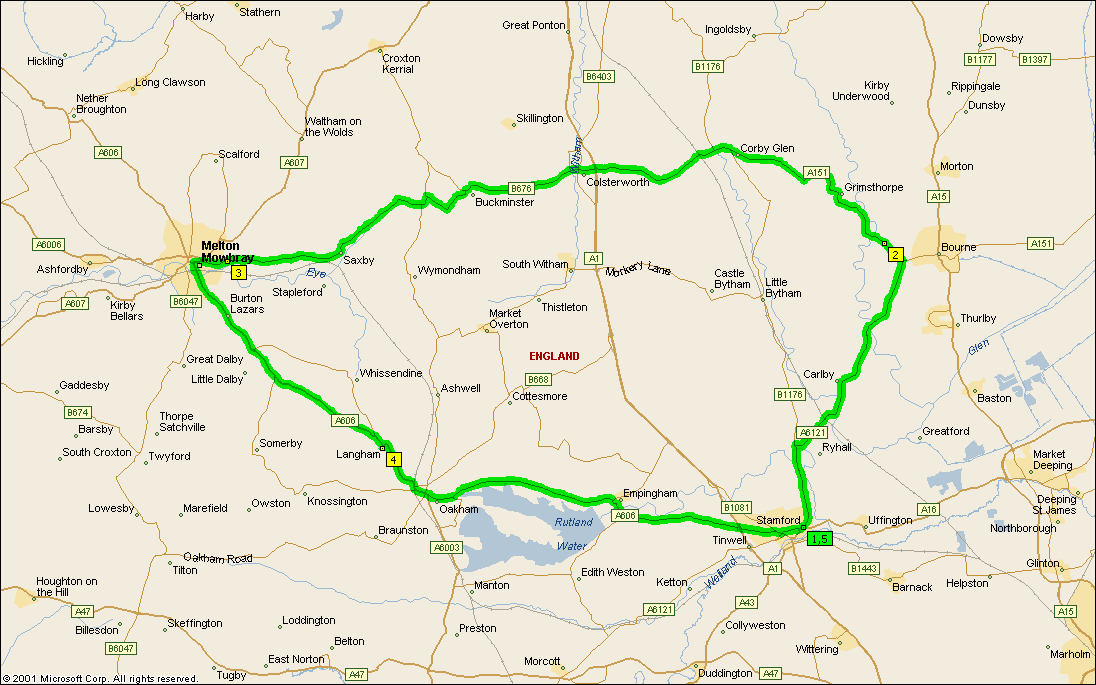 Harby
Stathern
Great Ponton
Ingoldsby
Dowsby
Hickling
Croxton
Kerrial
B1177
B1397
B1176
B6403
Long Clawson
Kirby
Underwood
Rippingale
Nether
Broughton
Dunsby
Waltham on
the Wolds
Skillington
Witham
A606
Scalford
A607
Corby Glen
Morton
A151
Grimsthorpe
B676
Colsterworth
Buckminster
A15
A6006
Melton
Mowbray
Bourne
A151
2
Ashfordby
3
Saxby
Eye
Wymondham
South Witham
A1
Morkery Lane
Castle
Bytham
Little
Bytham
Stapleford
A607
Kirby
Bellars
B6047
Burton
Lazars
Thistleton
Market
Overton
Thurlby
Glen
Great Dalby
ENGLAND
Little Dalby
Whissendine
Carlby
Gaddesby
Ashwell
B668
Cottesmore
B1176
Baston
B674
Barsby
Thorpe
Satchville
A606
A6121
Greatford
Ryhall
South Croxton
Twyford
Somerby
Langham
4
Market
Deeping
Lowesby
Marefield
Owston
Knossington
Oakham
Empingham
B1081
Deeping
St James
A16
A606
Rutland
Water
Stamford
Uffington
Northborough
Braunston
Tinwell
1,5
A6003
Oakham Road
Tilton
Edith Weston
Ketton
Welland
A1
B1443
Glinton
Houghton on
the Hill
Manton
Barnack
Helpston
A47
A6121
A43
A15
Billesdon
Skeffington
Loddington
Preston
Collyweston
B6047
Belton
Wittering
Marholm
East Norton
Morcott
Tugby
A47
Duddington
A47
© 2001 Microsoft Corp. All rights reserved.